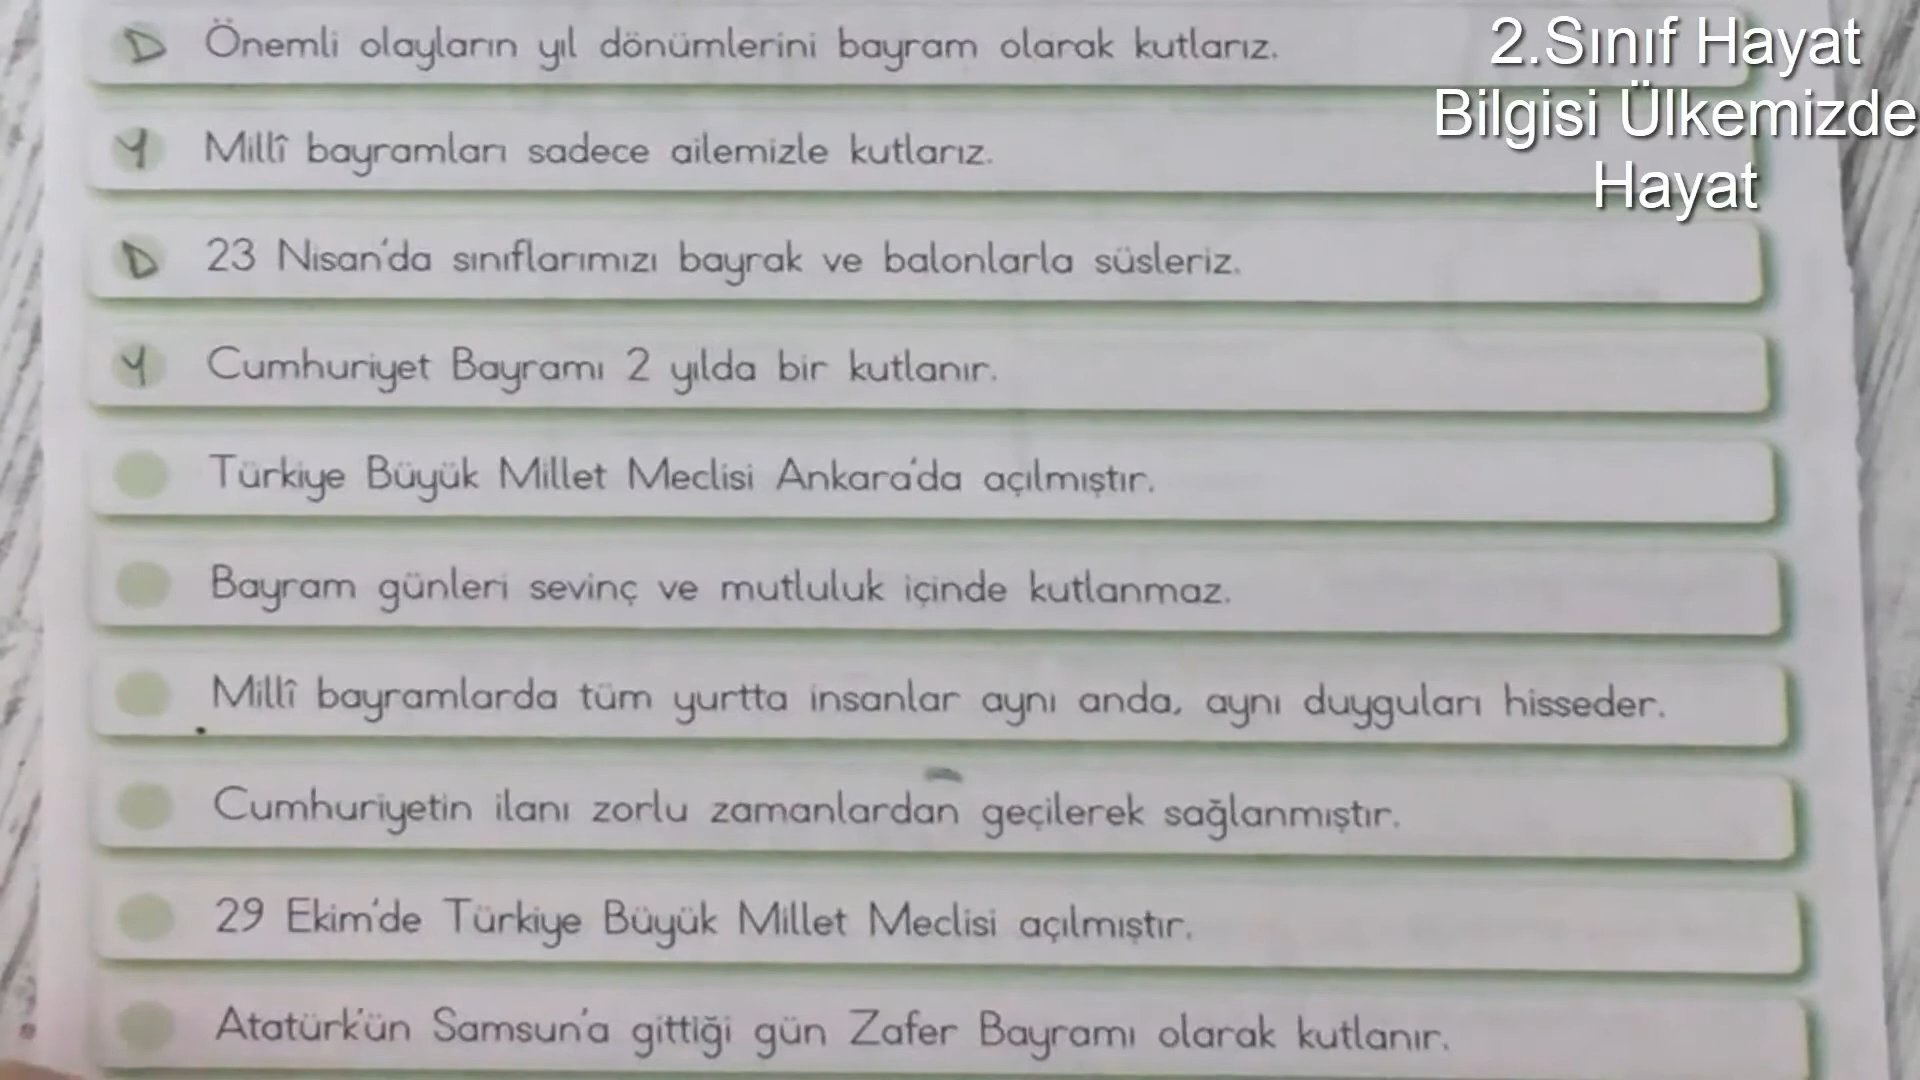 D Önemli olayların yıl dönümlerini bayram olarak kutlarız.
Y Millî bayramları sadece ailemizle kutlarız.
D 23 Nisan'da sınıflarımızı bayrak ve balonlarla süsleriz.
Y Cumhuriyet Bayramı 2 yılda bir kutlanır.
Türkiye Büyük Millet Meclisi Ankara'da açılmıştır.
Bayram günleri sevinç ve mutluluk içinde kutlanmaz.
Millî bayramlarda tüm yurtta insanlar aynı anda, aynı duyguları hisseder.
Cumhuriyetin ilanı zorlu zamanlardan geçilerek sağlanmıştır.
29 Ekim'de Türkiye Büyük Millet Meclisi açılmıştır.
Atatürk'ün Samsun'a gittiği gün Zafer Bayramı olarak kutlanır.
2.Sınıf Hayat
Bilgisi Ülkemizde
Hayat